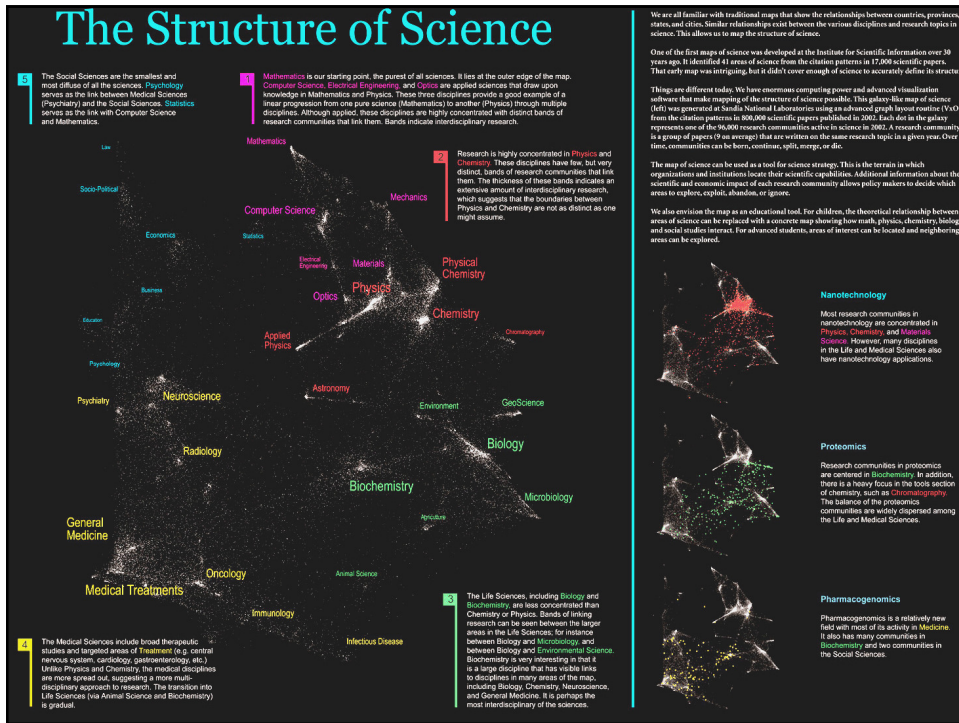 The Structure of Science
5
The Social Sciences are the smallest and
most diffuse of all the sciences. Psychology
serves as the link between Medical Sciences
(Psychiatry) and the Social Sciences. Statistics
serves as the link with Computer Science
and Mathematics.
1
Mathematics is our starting point, the purest of all sciences. It lies at the outer edge of the map.
Computer Science, Electrical Engineering, and Optics are applied sciences that draw upon
knowledge in Mathematics and Physics. These three disciplines provide a good example of a
linear progression from one pure science (Mathematics) to another (Physics) through multiple
disciplines. Although applied, these disciplines are highly concentrated with distinct bands of
research communities that link them. Bands indicate interdisciplinary research.
2
Research is highly concentrated in Physics and
Chemistry. These disciplines have few, but very
distinct, bands of research communities that link
them. The thickness of these bands indicates an
extensive amount of interdisciplinary research,
which suggests that the boundaries between
Physics and Chemistry are not as distinct as one
might assume.
Mathematics
Law
Socio-Political
Mechanics
Computer Science
Economics
Statistics
Electrical
Engineering
Materials
Physical
Chemistry
Physics
Business
Optics
Chemistry
Education
Applied
Physics
Chromatography
Psychology
Astronomy
Neuroscience
Psychiatry
Environment
GeoScience
Biology
Radiology
Biochemistry
Microbiology
General
Medicine
Agriculture
Oncology
Animal Science
Medical Treatments
Immunology
Infectious Disease
4
The Medical Sciences include broad therapeutic
studies and targeted areas of Treatment (e.g. central
nervous system, cardiology, gastroenterology, etc.)
Unlike Physics and Chemistry, the medical disciplines
are more spread out, suggesting a more multi-
disciplinary approach to research. The transition into
Life Sciences (via Animal Science and Biochemistry)
is gradual.
3
The Life Sciences, including Biology and
Biochemistry, are less concentrated than
Chemistry or Physics. Bands of linking
research can be seen between the larger
areas in the Life Sciences; for instance
between Biology and Microbiology, and
between Biology and Environmental Science.
Biochemistry is very interesting in that it
is a large discipline that has visible links
to disciplines in many areas of the map,
including Biology, Chemistry, Neuroscience,
and General Medicine. It is perhaps the
most interdisciplinary of the sciences.
We are all familiar with traditional maps that show the relationships between countries, provinces,
states, and cities. Similar relationships exist between the various disciplines and research topics in
science. This allows us to map the structure of science.
One of the first maps of science was developed at the Institute for Scientific Information over 30
years ago. It identified 41 areas of science from the citation patterns in 17,000 scientific papers.
That early map was intriguing, but it didn't cover enough of science to accurately define its structu
Things are different today. We have enormous computing power and advanced visualization
software that make mapping of the structure of science possible. This galaxy-like map of science
(left) was generated at Sandia National Laboratories using an advanced graph layout routine (VxO
from the citation patterns in 800,000 scientific papers published in 2002. Each dot in the galaxy
represents one of the 96,000 research communities active in science in 2002. A research community
is a group of papers (9 on average) that are written on the same research topic in a given year. Over
time, communities can be born, continue, split, merge, or die.
The map of science can be used as a tool for science strategy. This is the terrain in which
organizations and institutions locate their scientific capabilities. Additional information about the
scientific and economic impact of each research community allows policy makers to decide which
areas to explore, exploit, abandon, or ignore.
We also envision the map as an educational tool. For children, the theoretical relationship between
areas of science can be replaced with a concrete map showing how math, physics, chemistry, biolog
and social studies interact. For advanced students, areas of interest can be located and neighboring
areas can be explored.
Nanotechnology
Most research communities in
nanotechnology are concentrated in
Physics, Chemistry, and Materials
Science. However, many disciplines
in the Life and Medical Sciences also
have nanotechnology applications.
Proteomics
Research communities in proteomics
are centered in Biochemistry. In addition,
there is a heavy focus in the tools section
of chemistry, such as Chromatography.
The balance of the proteomics
communities are widely dispersed among
the Life and Medical Sciences.
Pharmacogenomics
Pharmacogenomics is a relatively new
field with most of its activity in Medicine.
It also has many communities in
Biochemistry and two communities in
the Social Sciences.